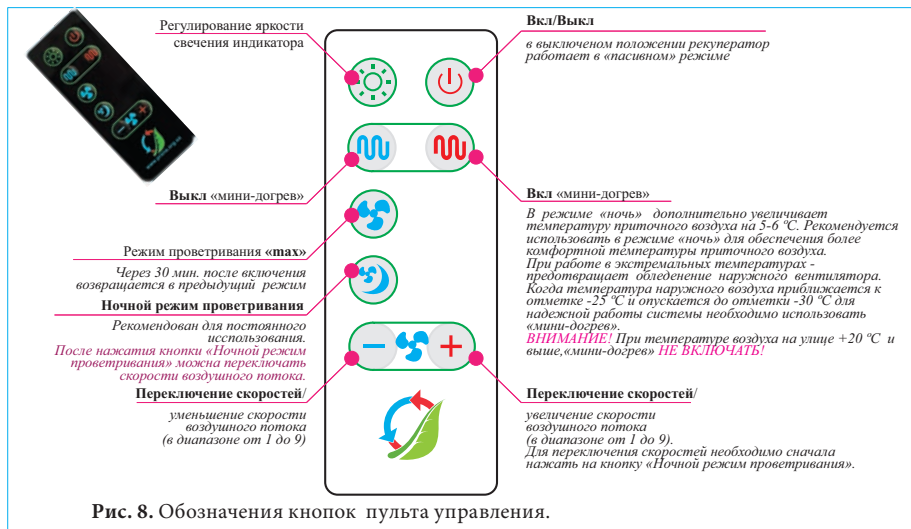 Регулирование яркости
свечения индикатора
Вкл/Выкл
в выключеном положении рекуператор
работает в «пасивном» режиме
Выкл «мини-догрев»
Вкл «мини-догрев»
В режиме «ночь» дополнительно увеличивает
температуру приточного воздуха на 5-6 °С. Рекомендуется
использовать в режиме «ночь» для обеспечения более
комфортной температуры приточного воздуха.
При работе в экстремальных температурах -
предотвращает обледенение наружного вентилятора.
Когда температура наружного воздуха приближается к
отметке -25 °С и опускается до отметки -30 °С для
надежной работы системы необходимо использовать
«мини-догрев».
ВНИМАНИЕ! При температуре воздуха на улице +20 °С и
выше,«мини-догрев» НЕ ВКЛЮЧАТЬ!
Режим проветривания «max»
Через 30 мин. после включения
возвращается в предыдущий режим
Ночной режим проветривания
Рекомендован для постоянного
исспользования.
После нажатия кнопки «Ночной режим
проветривания» можна переключать
скорости воздушного потока.
Переключение скоростей/
уменьшение скорости
воздушного потока
(в диапазоне от 1 до 9)
Переключение скоростей/
увеличение скорости
воздушного потока
(в диапазоне от 1 до 9).
Для переключения скоростей необходимо сначала
нажать на кнопку «Ночной режим проветривания».
Рис. 8. Обозначения кнопок пульта управления.